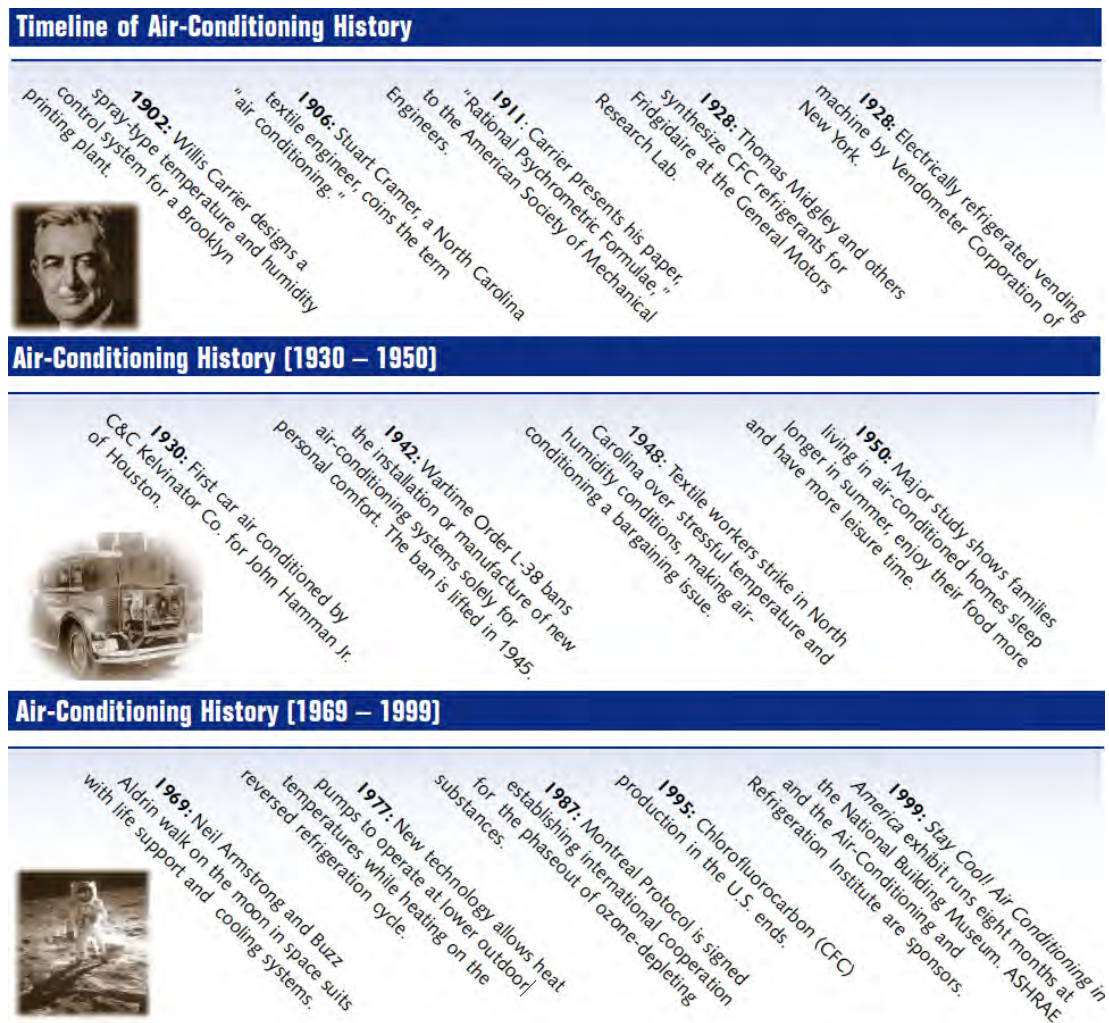 Timeline of Air-Conditioning History
1902: Willis Carrier designs a
spray-type temperature and humidity
control system for a Brooklyn
printing plant.
1906: Stuart Cramer, a North Carolina
textile engineer, coins the term
"air conditioning."
1911: Carrier presents his paper,
"Rational Psychrometric Formulae,"
to the American Society of Mechanical
Engineers.
1928: Thomas Midgley and others
synthesize CFC refrigerants for
Fridgidaire at the General Motors
Research Lab.
1928: Electrically refrigerated vending
machine by Vendometer Corporation of
New York.
Air-Conditioning History (1930 – 1950)
1930: First car air conditioned by
C&C Kelvinator Co. for John Hamman Jr.
of Houston.
1942: Wartime Order L-38 bans
the installation or manufacture of new
air-conditioning systems solely for
personal comfort. The ban is lifted in 1945.
1948: Textile workers strike in North
Carolina over stressful temperature and
humidity conditions, making air-
conditioning a bargaining issue.
1950: Major study shows families
living in air-conditioned homes sleep
longer in summer, enjoy their food more
and have more leisure time.
Air-Conditioning History (1969 – 1999)
1969: Neil Armstrong and Buzz
Aldrin walk on the moon in space suits
with life support and cooling systems.
1977: New technology allows heat
pumps to operate at lower outdoor
temperatures while heating on the
reversed refrigeration cycle.
1987: Montreal Protocol is signed
establishing international cooperation
for the phaseout of ozone-depleting
substances.
1995: Chlorofluorocarbon (CFC)
production in the U.S. ends.
1999: Stay Cool! Air Conditioning in
America exhibit runs eight months at
the National Building Museum. ASHRAE
and the Air-Conditioning and
Refrigeration Institute are sponsors.